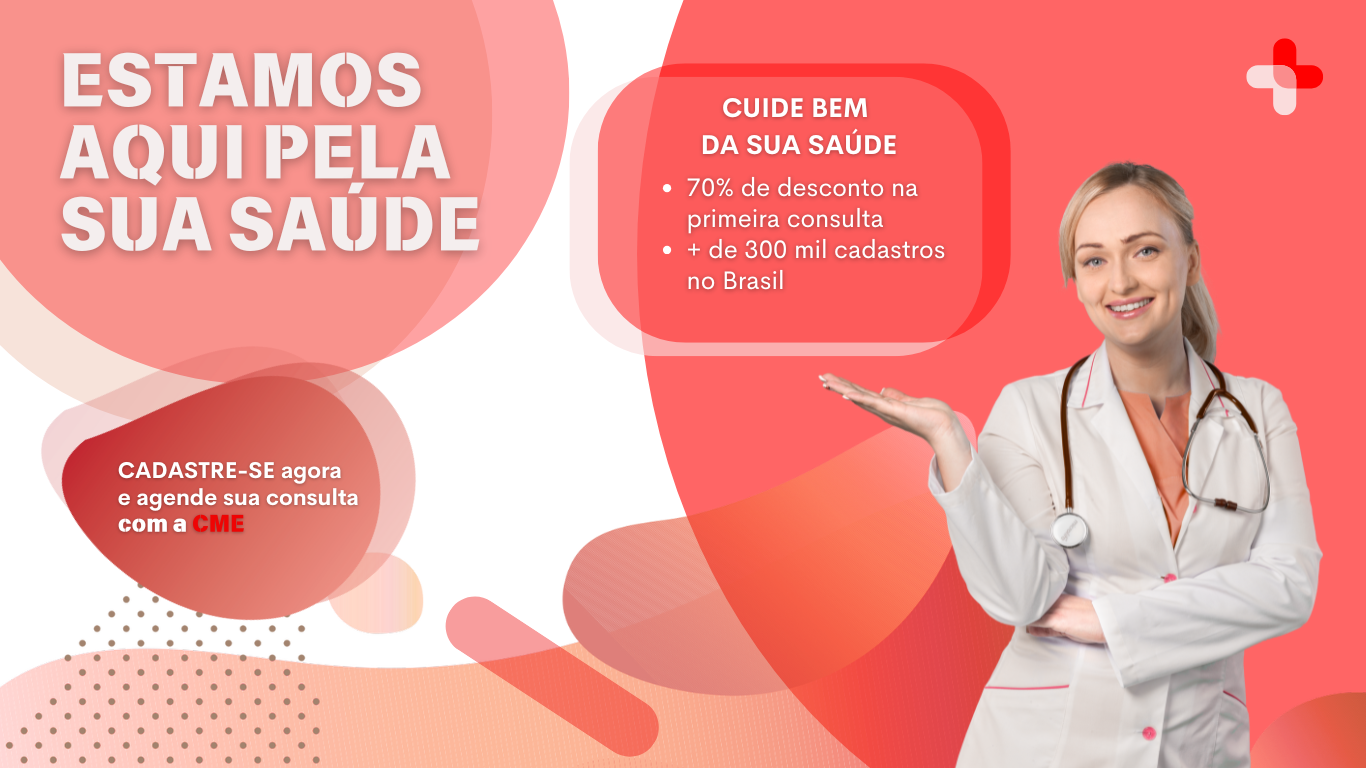 ESTAMOS
AQUI PELA
SUA SAÚDE
CUIDE BEM
DA SUA SAÚDE
• 70% de desconto na
primeira consulta
• + de 300 mil cadastros
no Brasil
CADASTRE-SE agora
e agende sua consulta
com a CME